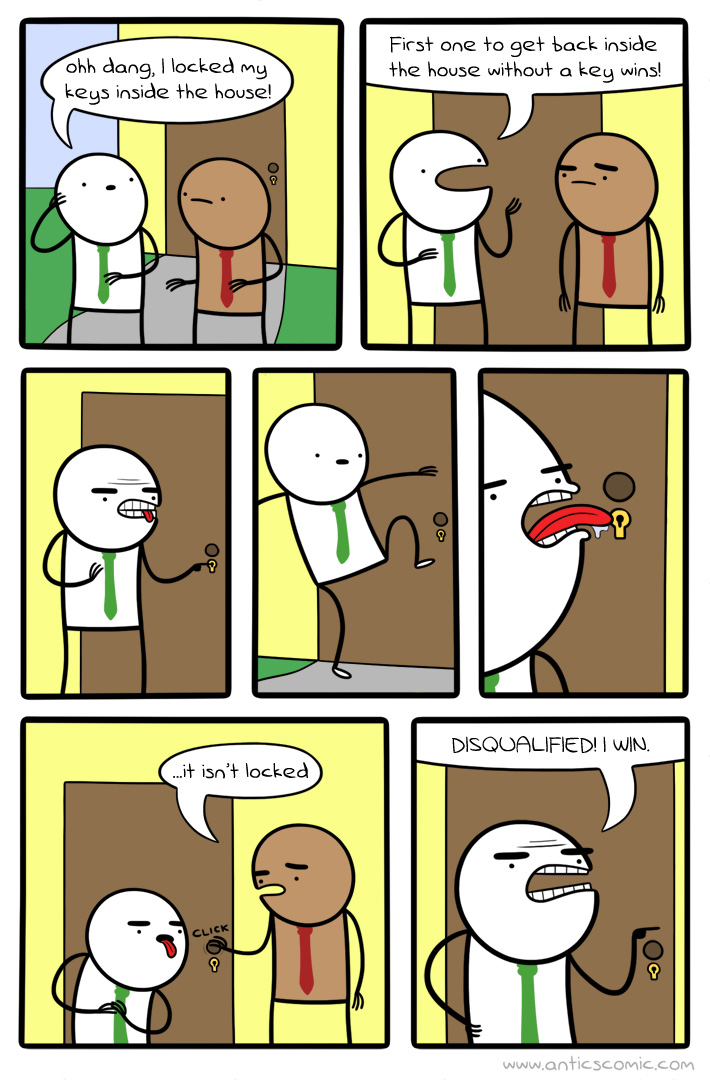 ohh dang, I locked my
keys inside the house!
First one to get back inside
the house without a key wins!
...it isn't locked
CLICK
DISQUALIFIED! I WIN.
www.anticscomic.com